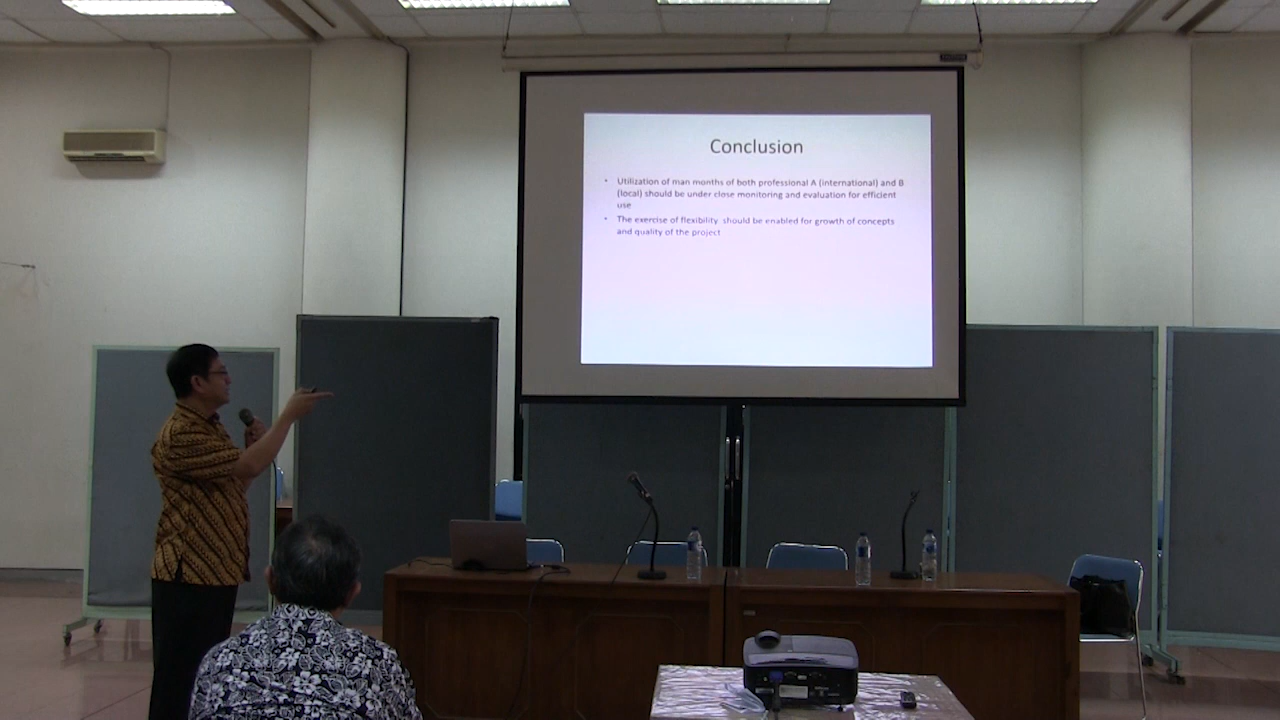 Conclusion
• Utilization of man months of both professional A (international) and B
(local) should be under close monitoring and evaluation for efficient
use
• The exercise of flexibility should be enabled for growth of concepts
and quality of the project